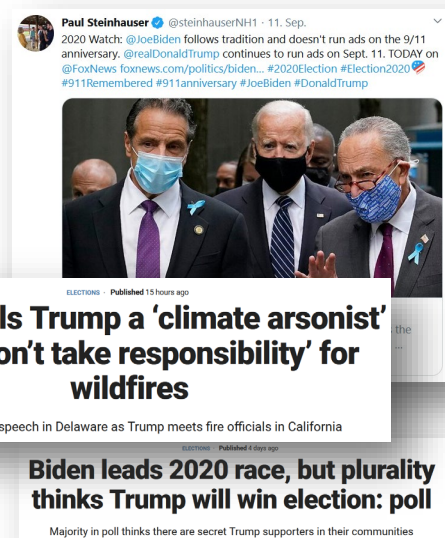 Paul Steinhauser @steinhauserNH1 · 11. Sep.
2020 Watch: @JoeBiden follows tradition and doesn't run ads on the 9/11
anniversary. @realDonaldTrump continues to run ads on Sept. 11. TODAY on
@FoxNews foxnews.com/politics/biden... #2020Election #Election2020
#911Remembered #911anniversary #JoeBiden #DonaldTrump
ELECTIONS · Published 15 hours ago
ls Trump a ‘climate arsonist’
on’t take responsibility’ for
wildfires
the
...
speech in Delaware as Trump meets fire officials in California
ELECTIONS · Published 4 days ago
Biden leads 2020 race, but plurality
thinks Trump will win election: poll
Majority in poll thinks there are secret Trump supporters in their communities